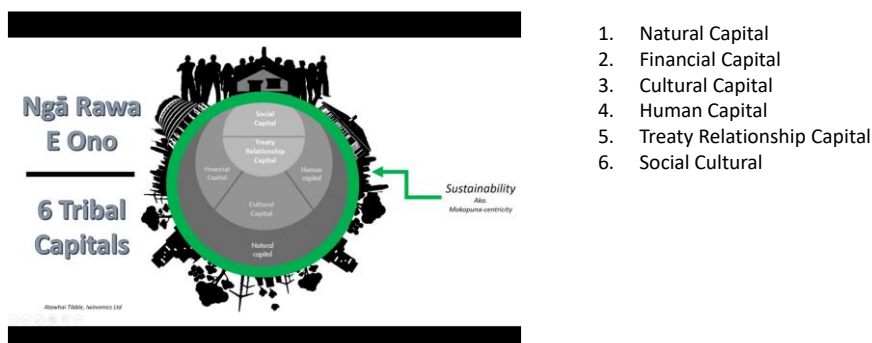 Ngā Rawa
E Ono
6 Tribal
Capitals
Social
Capital
Treaty
Relationship
Capital
Financial
Capital
Human
capital
Cultural
Capital
Natural
capital
Sustainability
Aka.
Mokopuna-centricity
Atawhai Tibble, Iwinomics Ltd
1. Natural Capital
2. Financial Capital
3. Cultural Capital
4. Human Capital
5. Treaty Relationship Capital
6. Social Cultural